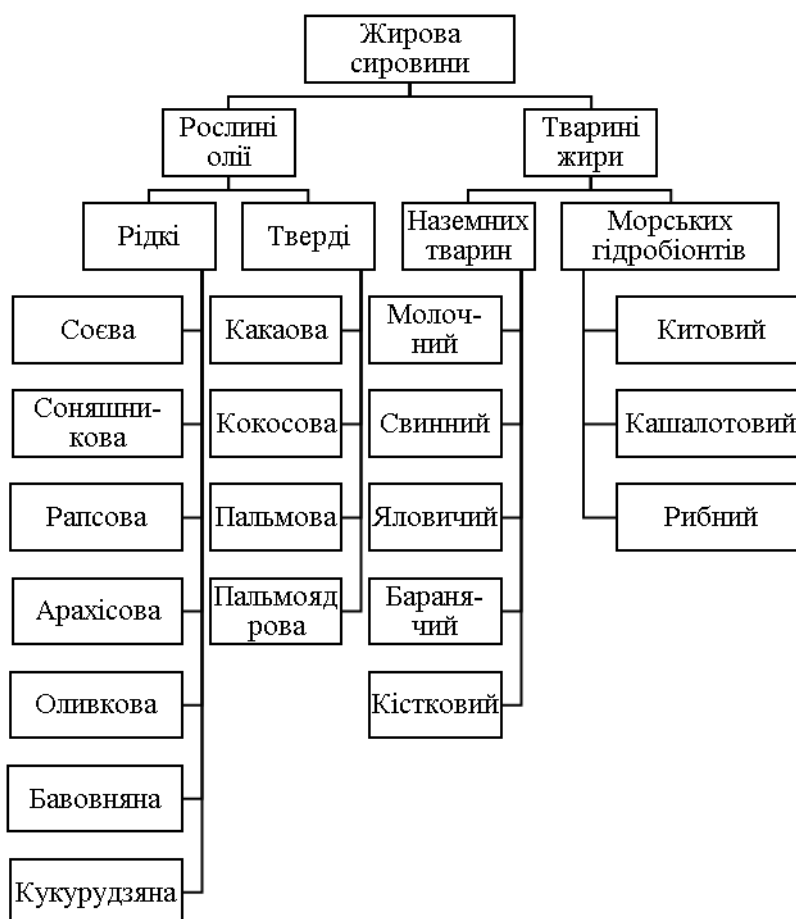 Жирова
сировини
Рослині
олії
Тварині
жири
Рідкі
Тверді
Наземних
тварин
Морських
гідробіонтів
Соєва
Соняшни-
кова
Рапсова
Арахісова
Оливкова
Бавовняна
Кукурудзяна
Какаова
Кокосова
Пальмова
Пальмояд
рова
Молоч-
ний
Свинний
Яловичий
Бараня-
чий
Кістковий
Китовий
Кашалотовий
Рибний